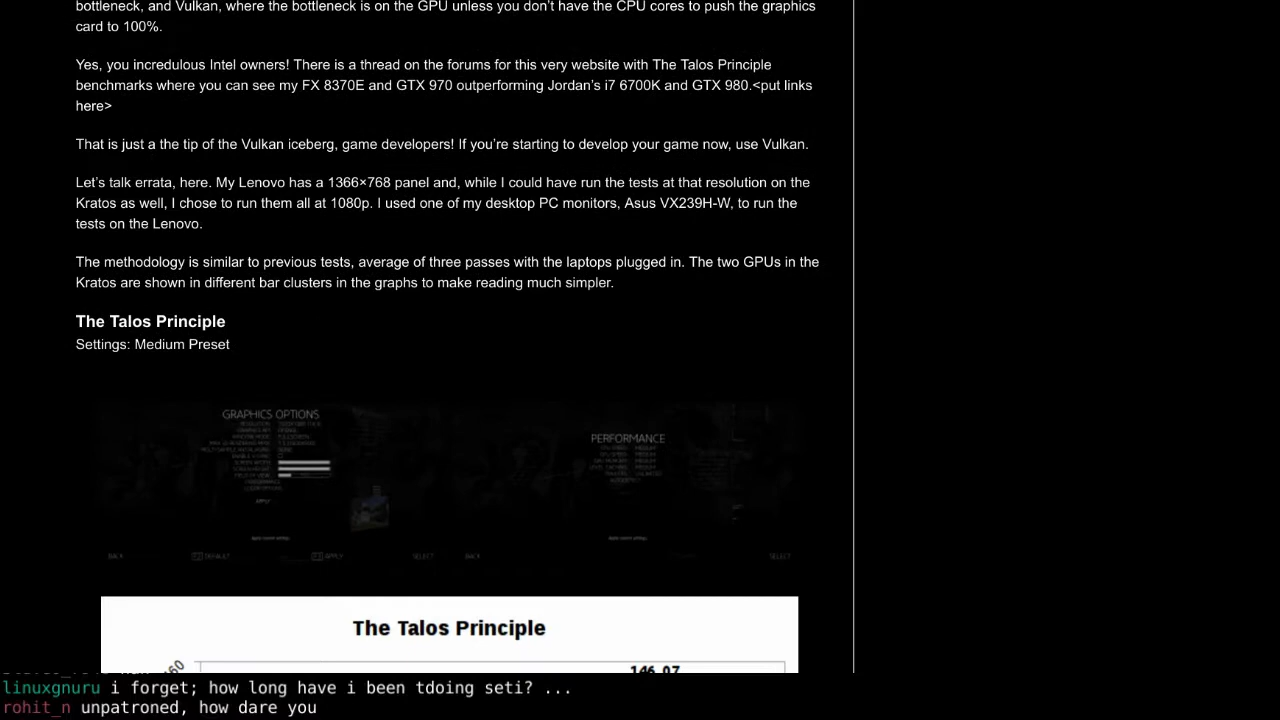 bottleneck, and Vulkan, where the bottleneck is on the GPU unless you don't have the CPU cores to push the graphics
card to 100%.
Yes, you incredulous Intel owners! There is a thread on the forums for this very website with The Talos Principle
benchmarks where you can see my FX 8370E and GTX 970 outperforming Jordan's i7 6700K and GTX 980.<put links
here>
That is just a the tip of the Vulkan iceberg, game developers! If you're starting to develop your game now, use Vulkan.
Let's talk errata, here. My Lenovo has a 1366×768 panel and, while I could have run the tests at that resolution on the
Kratos as well, I chose to run them all at 1080p. I used one of my desktop PC monitors, Asus VX239H-W, to run the
tests on the Lenovo.
The methodology is similar to previous tests, average of three passes with the laptops plugged in. The two GPUs in the
Kratos are shown in different bar clusters in the graphs to make reading much simpler.
The Talos Principle
Settings: Medium Preset
GRAPHICS OPTIONS
PERFORMANCE
APPLY
BACK
DEFAULT
APPLY
SELECT
BACK
SELECT
The Talos Principle
146.07
linuxgnuru i forget; how long have i been tdoing seti? ...
rohit_n unpatroned, how dare you